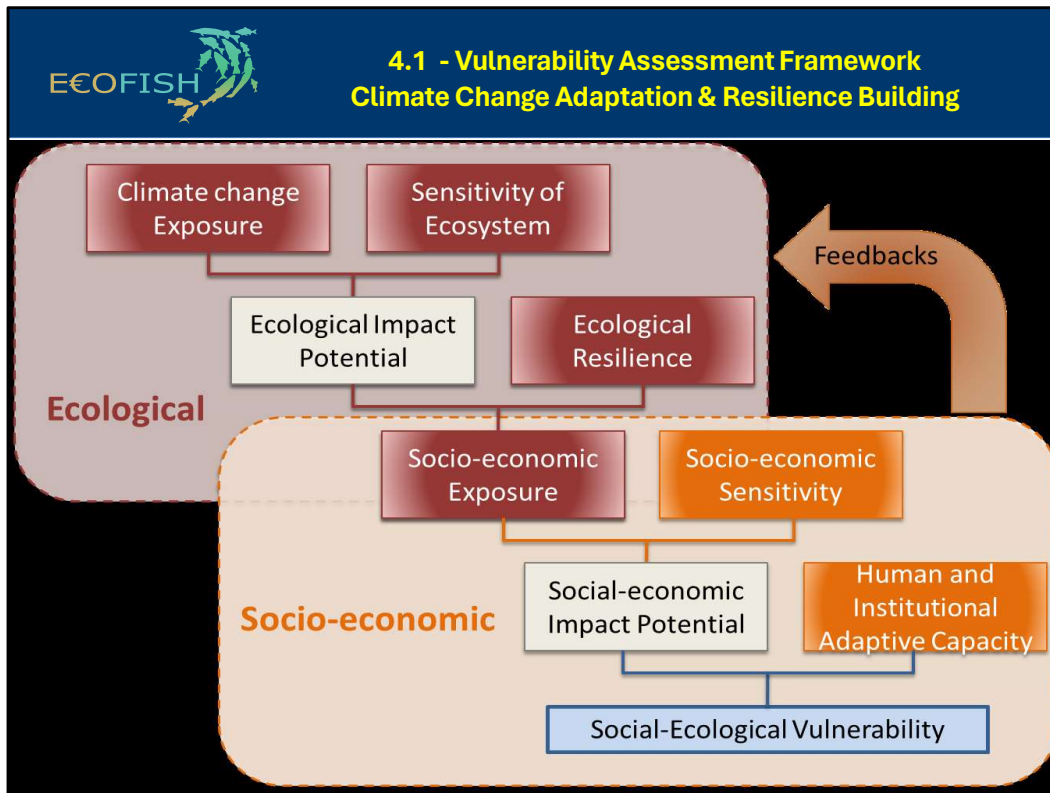 E€OFISH
4.1 - Vulnerability Assessment Framework
Climate Change Adaptation & Resilience Building
Climate change
Exposure
Sensitivity of
Ecosystem
Feedbacks
Ecological Impact
Potential
Ecological
Resilience
Ecological
Socio-economic
Exposure
Socio-economic
Sensitivity
Social-economic
Impact Potential
Human and
Institutional
Adaptive Capacity
Socio-economic
Social-Ecological Vulnerability